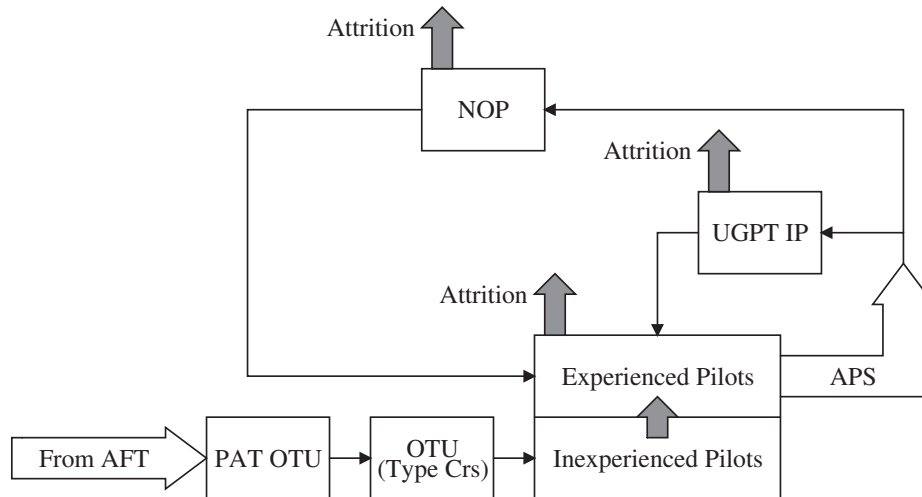 Attrition
NOP
Attrition
UGPT IP
Attrition
Experienced Pilots
APS
From AFT
PAT OTU
OTU
(Type Crs)
Inexperienced Pilots